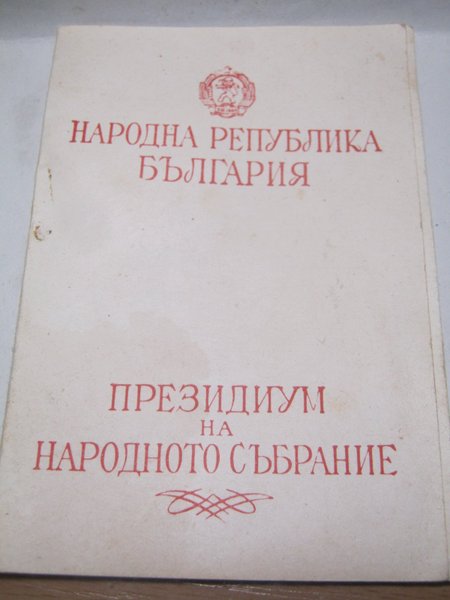 НАРОДНА РЕПУБЛИКА
БЪЛГАРИЯ
ПРЕЗИДИУМ
НА
НАРОДНОТО СЪБРАНИЕ